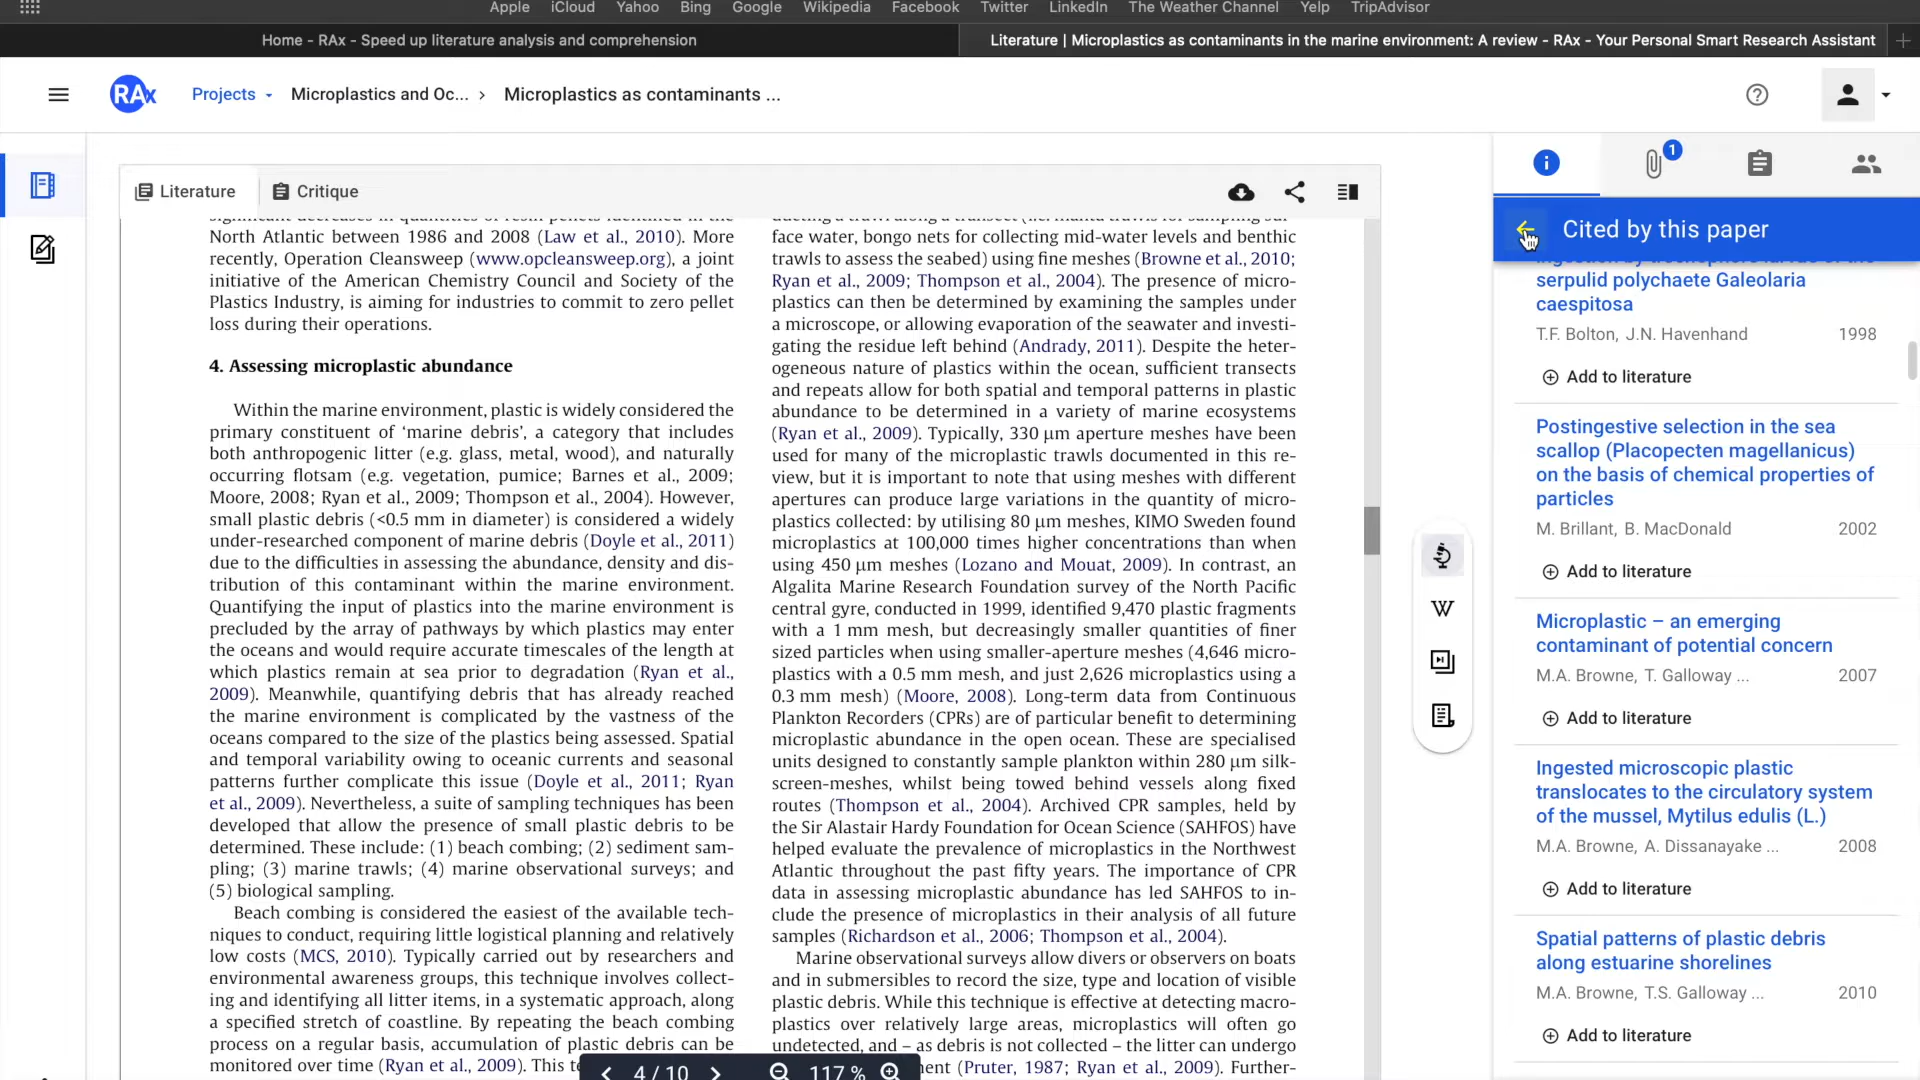 Apple iCloud Yahoo Bing Google Wikipedia Facebook Twitter LinkedIn The Weather Channel Yelp TripAdvisor
Home - RAx - Speed up literature analysis and comprehension
Literature | Microplastics as contaminants in the marine environment: A review - RAx - Your Personal Smart Research Assistant
RAx
Projects
Microplastics and Oc... ›
Microplastics as contaminants ...
Literature
Critique
significant decreases in quantities of resin pellets identified in the
North Atlantic between 1986 and 2008 (Law et al., 2010). More
recently, Operation Cleansweep (www.opcleansweep.org), a joint
initiative of the American Chemistry Council and Society of the
Plastics Industry, is aiming for industries to commit to zero pellet
loss during their operations.
4. Assessing microplastic abundance
Within the marine environment, plastic is widely considered the
primary constituent of ‘marine debris’, a category that includes
both anthropogenic litter (e.g. glass, metal, wood), and naturally
occurring flotsam (e.g. vegetation, pumice; Barnes et al., 2009;
Moore, 2008; Ryan et al., 2009; Thompson et al., 2004). However,
small plastic debris (<0.5 mm in diameter) is considered a widely
under-researched component of marine debris (Doyle et al., 2011)
due to the difficulties in assessing the abundance, density and dis-
tribution of this contaminant within the marine environment.
Quantifying the input of plastics into the marine environment is
precluded by the array of pathways by which plastics may enter
the oceans and would require accurate timescales of the length at
which plastics remain at sea prior to degradation (Ryan et al.,
2009). Meanwhile, quantifying debris that has already reached
the marine environment is complicated by the vastness of the
oceans compared to the size of the plastics being assessed. Spatial
and temporal variability owing to oceanic currents and seasonal
patterns further complicate this issue (Doyle et al., 2011; Ryan
et al., 2009). Nevertheless, a suite of sampling techniques has been
developed that allow the presence of small plastic debris to be
determined. These include: (1) beach combing; (2) sediment sam-
pling; (3) marine trawls; (4) marine observational surveys; and
(5) biological sampling.
Beach combing is considered the easiest of the available tech-
niques to conduct, requiring little logistical planning and relatively
low costs (MCS, 2010). Typically carried out by researchers and
environmental awareness groups, this technique involves collect-
ing and identifying all litter items, in a systematic approach, along
a specified stretch of coastline. By repeating the beach combing
process on a regular basis, accumulation of plastic debris can be
monitored over time (Ryan et al., 2009). This te
ducting a trawl along a transect (i.e. manta trawls for sampling sur-
face water, bongo nets for collecting mid-water levels and benthic
trawls to assess the seabed) using fine meshes (Browne et al., 2010;
Ryan et al., 2009; Thompson et al., 2004). The presence of micro-
plastics can then be determined by examining the samples under
a microscope, or allowing evaporation of the seawater and investi-
gating the residue left behind (Andrady, 2011). Despite the heter-
ogeneous nature of plastics within the ocean, sufficient transects
and repeats allow for both spatial and temporal patterns in plastic
abundance to be determined in a variety of marine ecosystems
(Ryan et al., 2009). Typically, 330 μm aperture meshes have been
used for many of the microplastic trawls documented in this re-
view, but it is important to note that using meshes with different
apertures can produce large variations in the quantity of micro-
plastics collected: by utilising 80 μm meshes, KIMO Sweden found
microplastics at 100,000 times higher concentrations than when
using 450 μm meshes (Lozano and Mouat, 2009). In contrast, an
Algalita Marine Research Foundation survey of the North Pacific
central gyre, conducted in 1999, identified 9,470 plastic fragments
with a 1 mm mesh, but decreasingly smaller quantities of finer
sized particles when using smaller-aperture meshes (4,646 micro-
plastics with a 0.5 mm mesh, and just 2,626 microplastics using a
0.3 mm mesh) (Moore, 2008). Long-term data from Continuous
Plankton Recorders (CPRs) are of particular benefit to determining
microplastic abundance in the open ocean. These are specialised
units designed to constantly sample plankton within 280 μm silk-
screen-meshes, whilst being towed behind vessels along fixed
routes (Thompson et al., 2004). Archived CPR samples, held by
the Sir Alastair Hardy Foundation for Ocean Science (SAHFOS) have
helped evaluate the prevalence of microplastics in the Northwest
Atlantic throughout the past fifty years. The importance of CPR
data in assessing microplastic abundance has led SAHFOS to in-
clude the presence of microplastics in their analysis of all future
samples (Richardson et al., 2006; Thompson et al., 2004).
Marine observational surveys allow divers or observers on boats
and in submersibles to record the size, type and location of visible
plastic debris. While this technique is effective at detecting macro-
plastics over relatively large areas, microplastics will often go
undetected, and – as debris is not collected – the litter can undergo
ent (Pruter, 1987; Ryan et al., 2009). Further-
4 / 10
117 %
W
1
Cited by this paper
serpulid polychaete Galeolaria
caespitosa
T.F. Bolton, J.N. Havenhand 1998
Add to literature
Postingestive selection in the sea
scallop (Placopecten magellanicus)
on the basis of chemical properties of
particles
M. Brillant, B. MacDonald 2002
Add to literature
Microplastic – an emerging
contaminant of potential concern
M.A. Browne, T. Galloway ... 2007
Add to literature
Ingested microscopic plastic
translocates to the circulatory system
of the mussel, Mytilus edulis (L.)
M.A. Browne, A. Dissanayake ... 2008
Add to literature
Spatial patterns of plastic debris
along estuarine shorelines
M.A. Browne, T.S. Galloway ... 2010
Add to literature